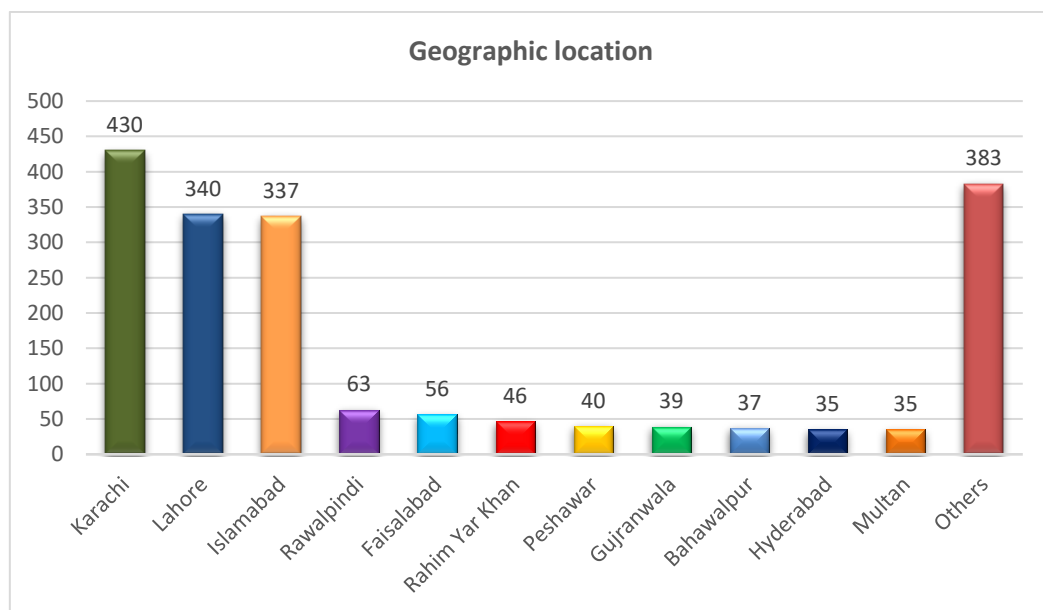 Geographic location
500
450
400
350
300
250
200
150
100
50
0
430
340
337
63
56
46
40
39
37
35
35
383
Karachi
Lahore
Islamabad
Rawalpindi
Faisalabad
Rahim Yar Khan
Peshawar
Gujranwala
Bahawalpur
Hyderabad
Multan
Others